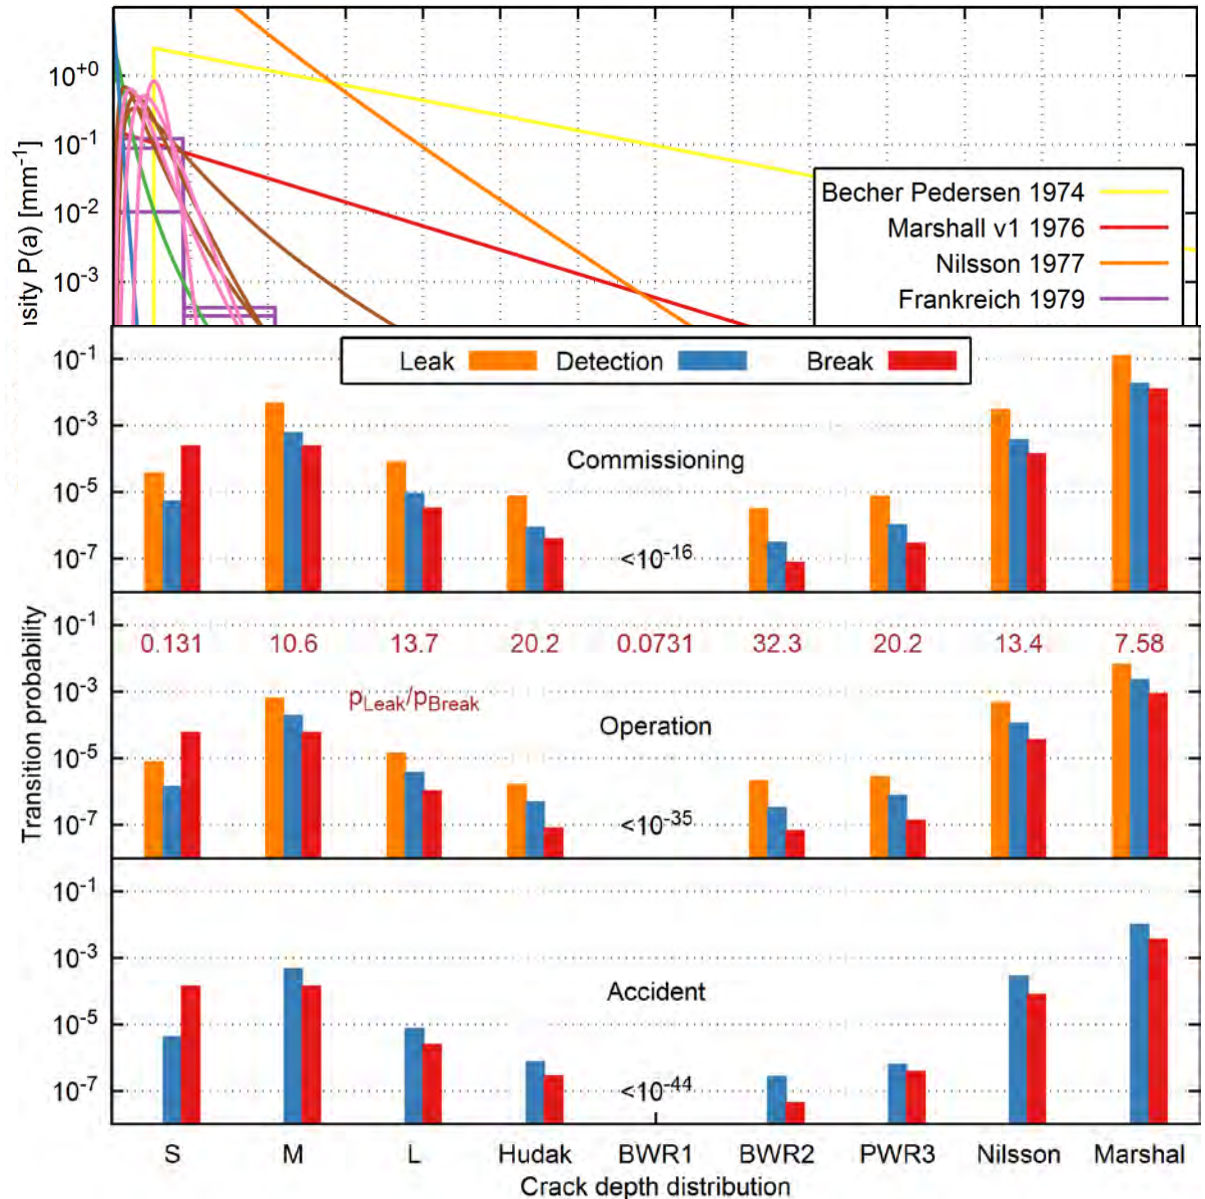 10+0
10-1
10-2
10-3
sity P(a) [mm-1]
Becher Pedersen 1974
Marshall v1 1976
Nilsson 1977
Frankreich 1979
Leak Detection Break
10-1
10-3
10-5
10-7
Commissioning
<10-16
Transition probability
10-1
10-3
10-5
10-7
0.131 10.6 13.7 20.2 0.0731 32.3 20.2 13.4 7.58
pLeak/pBreak
Operation
<10-35
10-1
10-3
10-5
10-7
Accident
<10-44
S M L Hudak BWR1 BWR2 PWR3 Nilsson Marshal
Crack depth distribution